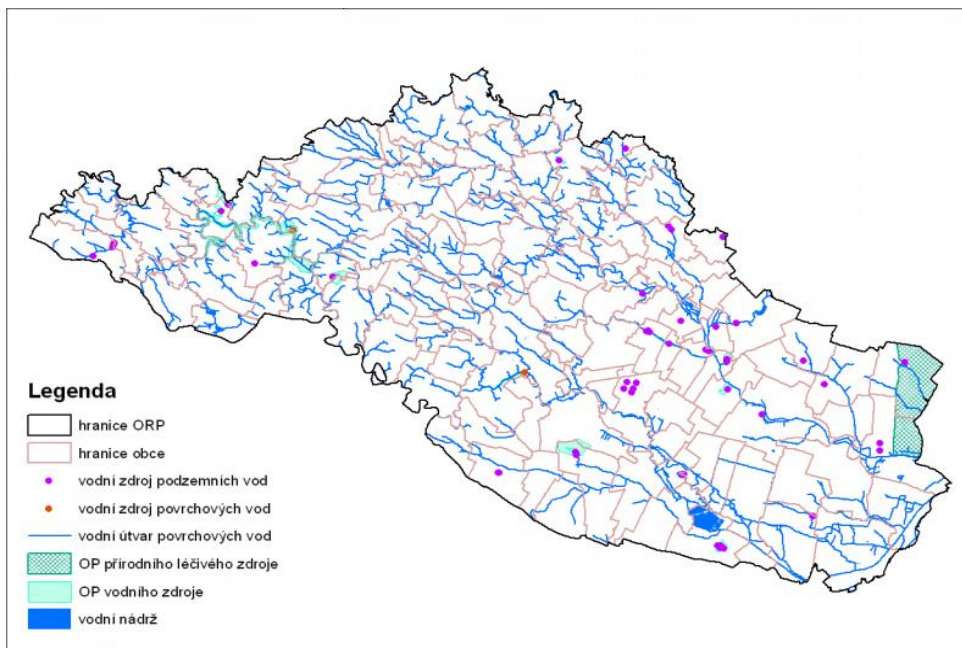 Legenda
hranice ORP
hranice obce
vodní zdroj podzemních vod
vodní zdroj povrchových vod
vodní útvar povrchových vod
OP přírodního léčivého zdroje
OP vodního zdroje
vodní nádrž